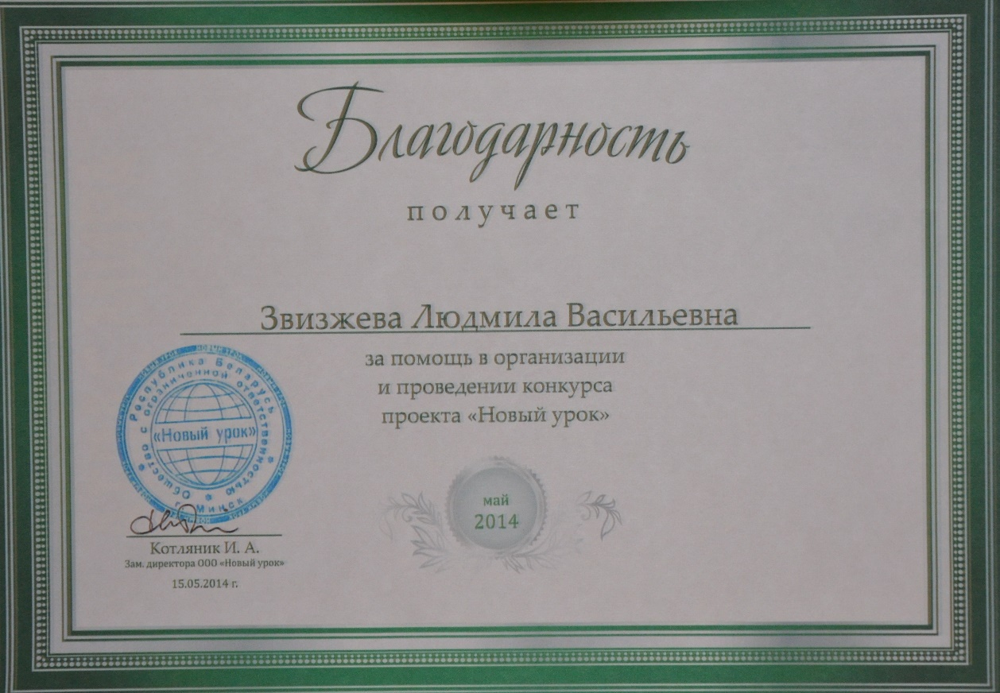 Благодарность
получает
Звизжева Людмила Васильевна
за помощь в организации
и проведении конкурса
проекта «Новый урок»
Республика Беларусь
Общество с ограниченной ответственностью
«Новый урок»
г. Минск
май
2014
Котляник И. А.
Зам. директора ООО «Новый урок»
15.05.2014 г.